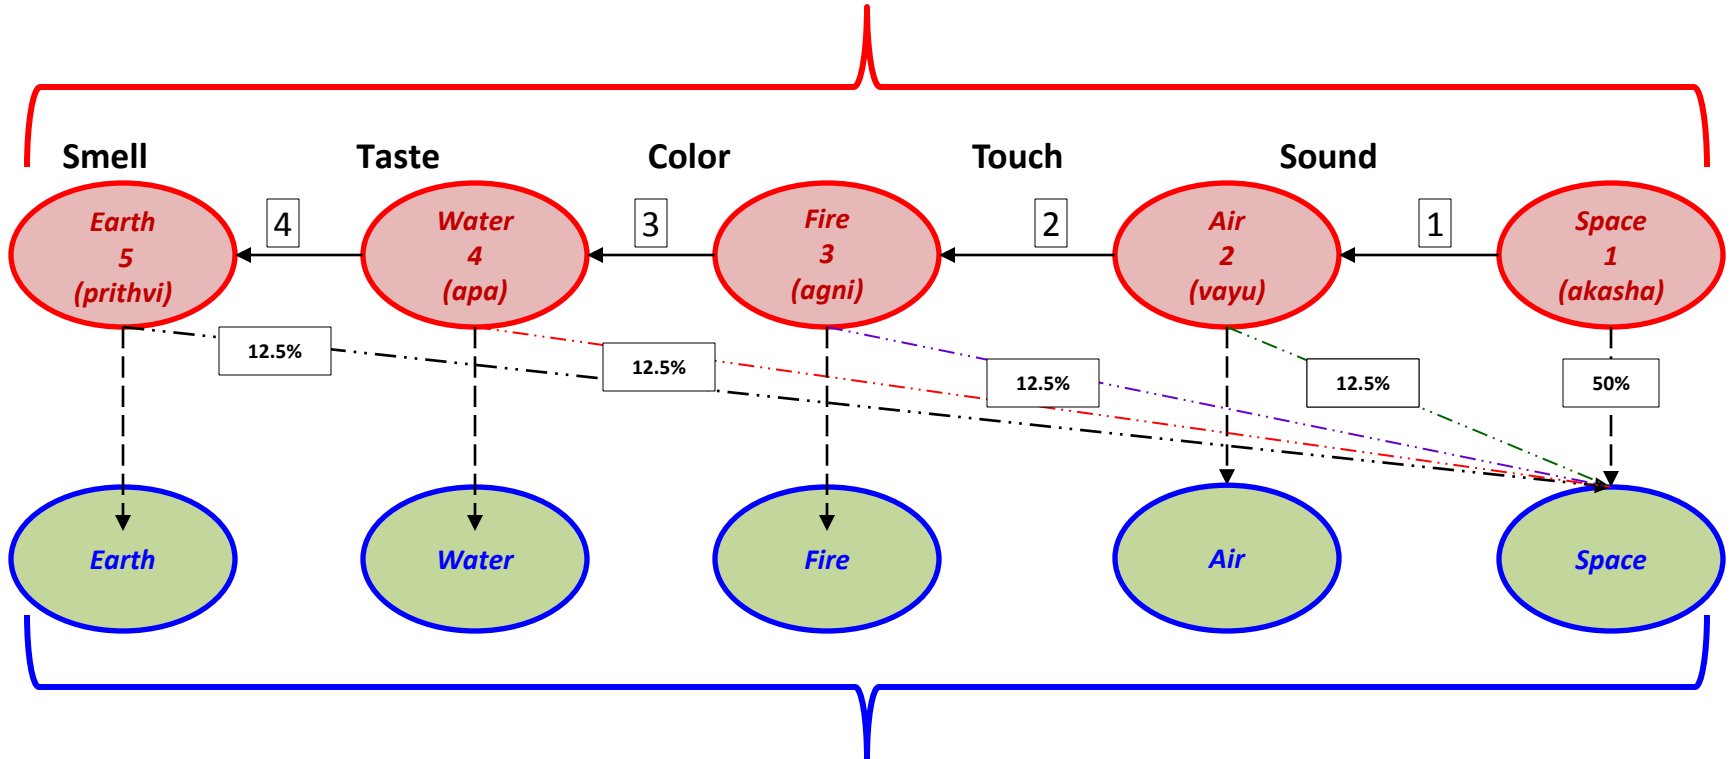 Smell Taste Color Touch Sound
Earth
5
(prithvi)
4
Water
4
(apa)
3
Fire
3
(agni)
2
Air
2
(vayu)
1
Space
1
(akasha)
12.5%
12.5%
12.5%
12.5%
50%
Earth
Water
Fire
Air
Space